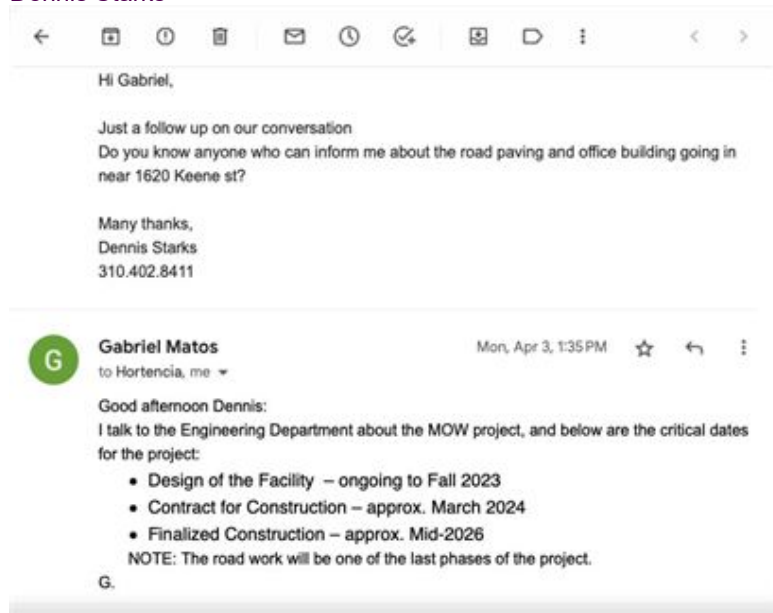 Dennis Starks
Hi Gabriel,
Just a follow up on our conversation
Do you know anyone who can inform me about the road paving and office building going in
near 1620 Keene st?
Many thanks,
Dennis Starks
310.402.8411
G
Gabriel Matos
Mon, Apr 3, 1:35 PM
to Hortencia, me
Good afternoon Dennis:
I talk to the Engineering Department about the MOW project, and below are the critical dates
for the project:
• Design of the Facility – ongoing to Fall 2023
• Contract for Construction – approx. March 2024
• Finalized Construction – approx. Mid-2026
NOTE: The road work will be one of the last phases of the project.
G.